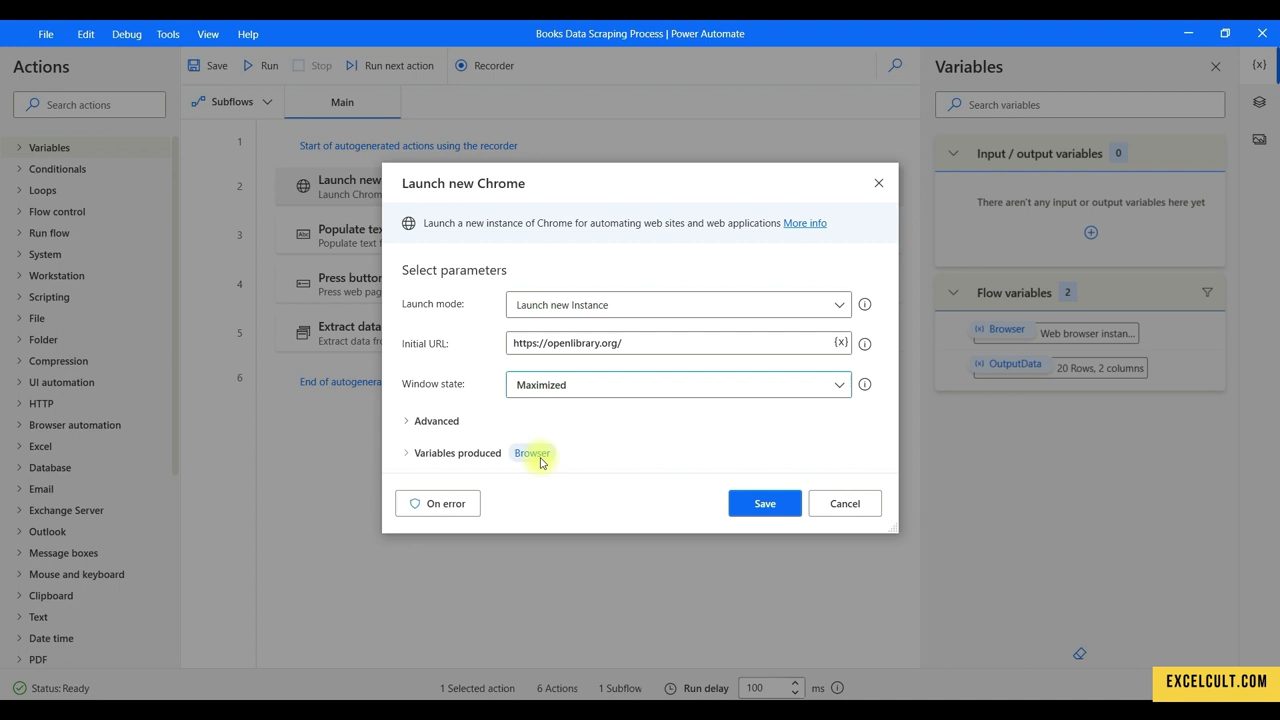 File Edit Debug Tools View Help
Books Data Scraping Process | Power Automate
Actions
Search actions
Variables
Conditionals
Loops
Flow control
Run flow
System
Workstation
Scripting
File
Folder
Compression
UI automation
HTTP
Browser automation
Excel
Database
Email
Exchange Server
Outlook
Message boxes
Mouse and keyboard
Clipboard
Text
Date time
PDF
Save Run Stop Run next action Recorder
Subflows Main
1 Start of autogenerated actions using the recorder
2 Launch new
Launch Chrom
3 Populate tex
Populate text f
4 Press button
Press web pag
5 Extract data
Extract data fro
6 End of autogenera
Launch new Chrome
Launch a new instance of Chrome for automating web sites and web applications More info
Select parameters
Launch mode: Launch new Instance
Initial URL: https://openlibrary.org/ {x}
Window state: Maximized
Advanced
Variables produced Browser
On error Save Cancel
Variables {x}
Search variables
Input / output variables 0
There aren't any input or output variables here yet
Flow variables 2
(x) Browser Web browser instan...
(x) OutputData 20 Rows, 2 columns
Status: Ready 1 Selected action 6 Actions 1 Subflow Run delay 100 ms
EXCELCULT.COM